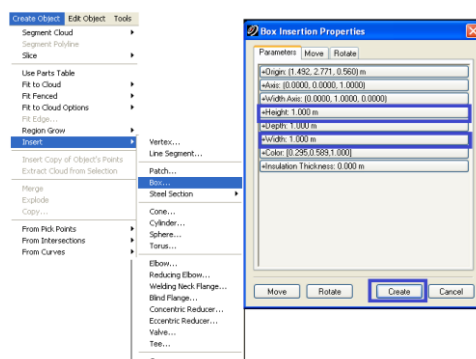 Create Object Edit Object Tools
Segment Cloud
Segment Polyline
Slice
Use Parts Table
Fit to Cloud
Fit Fenced
Fit to Cloud Options
Fit Edge...
Region Grow
Insert
Insert Copy of Object's Points
Extract Cloud from Selection
Merge
Explode
Copy...
From Pick Points
From Intersections
From Curves
Vertex...
Line Segment...
Patch...
Box...
Steel Section
Cone...
Cylinder...
Sphere...
Torus...
Elbow...
Reducing Elbow...
Welding Neck Flange...
Blind Flange...
Concentric Reducer...
Eccentric Reducer...
Valve...
Tee...
Box Insertion Properties
Parameters Move Rotate
+Origin: (1.492, 2.771, 0.560) m
+Axis: (0.0000, 0.0000, 1.0000)
+Width Axis: (0.0000, 1.0000, 0.0000)
+Height: 1.000 m
+Depth: 1.000 m
+Width: 1.000 m
+Color: [0.295,0.589,1.000]
+Insulation Thickness: 0.000 m
Move Rotate Create Cancel